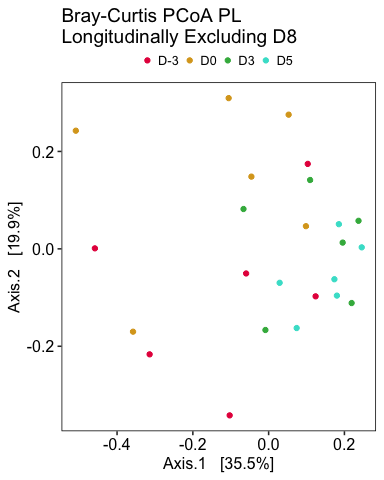 Bray-Curtis PCoA PL
Longitudinally Excluding D8
D-3 D0 D3 D5
0.2
0.0
-0.2
Axis.2 [19.9%]
-0.4 -0.2 0.0 0.2
Axis.1 [35.5%]